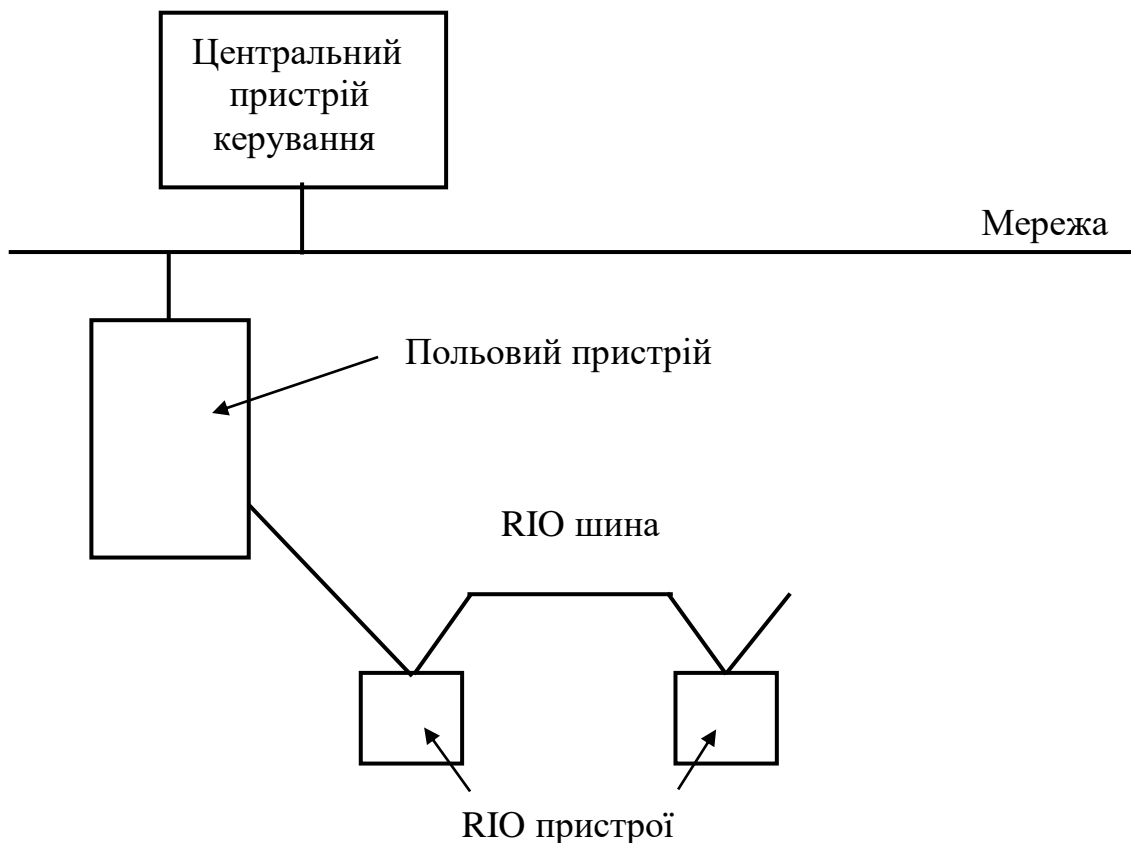 Центральний
пристрій
керування
Мережа
Польовий пристрій
RIO шина
RIO пристрої